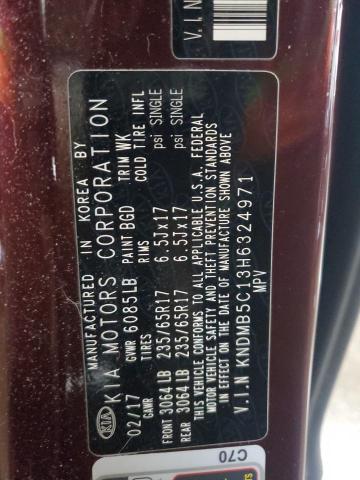 KIA
MANUFACTURED IN KOREA BY
KIA MOTORS CORPORATION
02/17 GVWR 6085LB PAINT BGD TRIM WK
GAWR TIRES RIMS COLD TIRE INFL
FRONT 3064LB 235/65R17 6.5Jx17 psi SINGLE
REAR 3064LB 235/65R17 6.5Jx17 psi SINGLE
THIS VEHICLE CONFORMS TO ALL APPLICABLE U.S.A. FEDERAL
MOTOR VEHICLE SAFETY AND THEFT PREVENTION STANDARDS
IN EFFECT ON THE DATE OF MANUFACTURE SHOWN ABOVE
V.I.N KNDMB5C13H6324971
MPV
V.I.N
C70